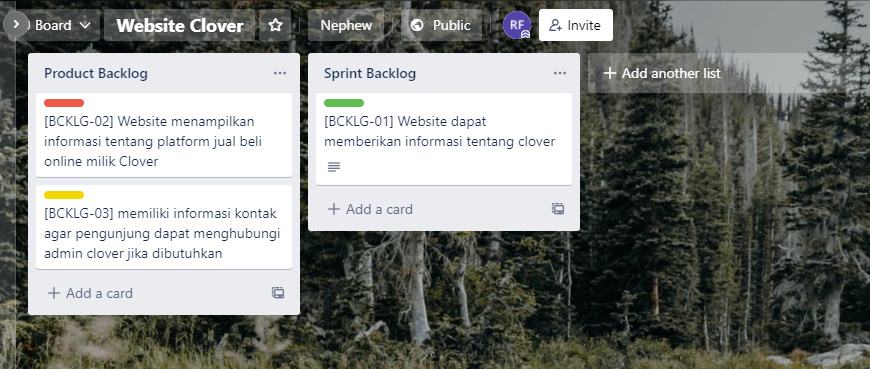 Board
Website Clover
Nephew
Public
RF
Invite
Product Backlog
[BCKLG-02] Website menampilkan
informasi tentang platform jual beli
online milik Clover
[BCKLG-03] memiliki informasi kontak
agar pengunjung dapat menghubungi
admin clover jika dibutuhkan
+ Add a card
Sprint Backlog
[BCKLG-01] Website dapat
memberikan informasi tentang clover
+ Add a card
+ Add another list